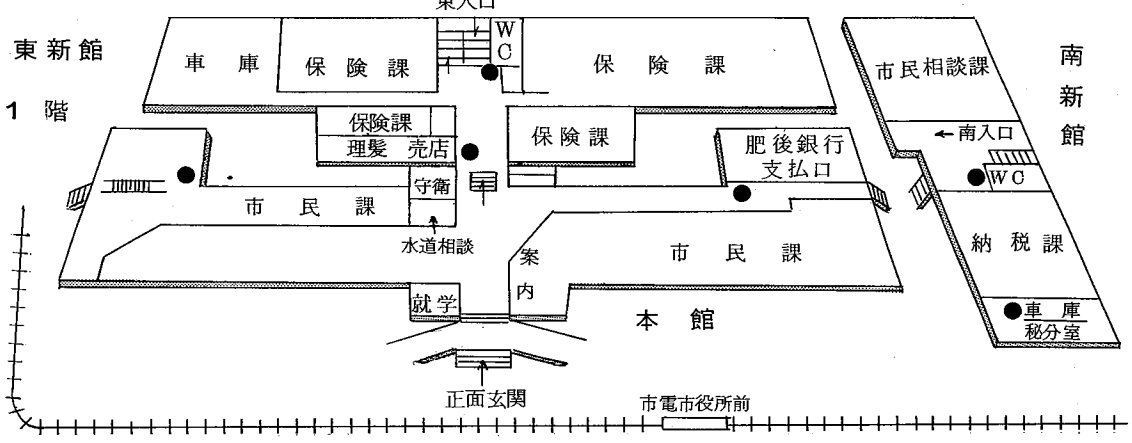 東入口
東新館
1階
車庫
保険課
WC
保険課
市民相談課
南新館
←南入口
保険課
理髪 売店
保険課
肥後銀行
支払口
守衛
WC
市民課
水道相談
案内
市民課
納税課
就学
本館
車庫
秘分室
正面玄関
市電市役所前